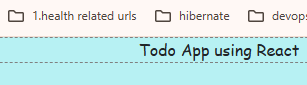 1.health related urls hibernate devops
Todo App using React